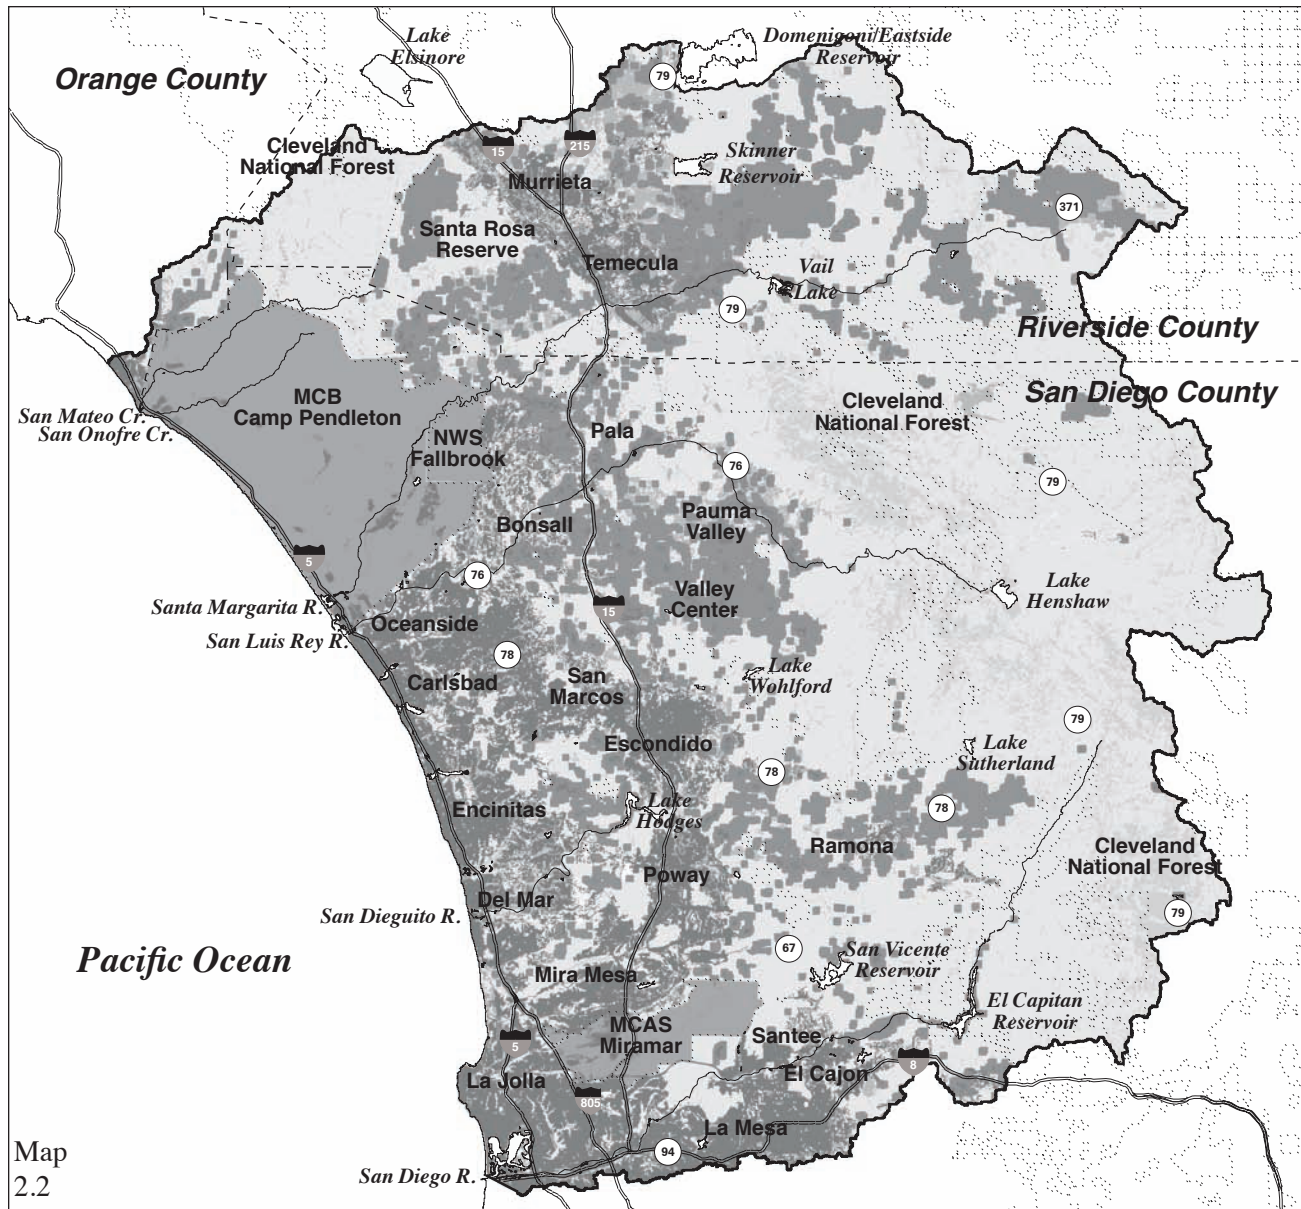 Lake
Elsinore
Domenigoni/Eastside
Reservoir
Orange County
79
Cleveland
National Forest
15
215
Skinner
Reservoir
Murrieta
371
Santa Rosa
Reserve
Temecula
Vail
Lake
79
Riverside County
San Diego County
MCB
Camp Pendleton
Cleveland
National Forest
San Mateo Cr.
San Onofre Cr.
NWS
Fallbrook
Pala
76
79
Bonsall
Pauma
Valley
5
76
Valley
Center
Lake
Henshaw
Santa Margarita R.
15
San Luis Rey R.
Oceanside
78
Carlsbad
San
Marcos
Lake
Wohlford
79
Escondido
Lake
Sutherland
78
78
Encinitas
Lake
Hodges
Ramona
Cleveland
National Forest
Poway
Del Mar
San Dieguito R.
79
67
San Vicente
Reservoir
Pacific Ocean
Mira Mesa
El Capitan
Reservoir
MCAS
Miramar
Santee
5
La Jolla
El Cajon
8
805
La Mesa
94
Map
2.2
San Diego R.